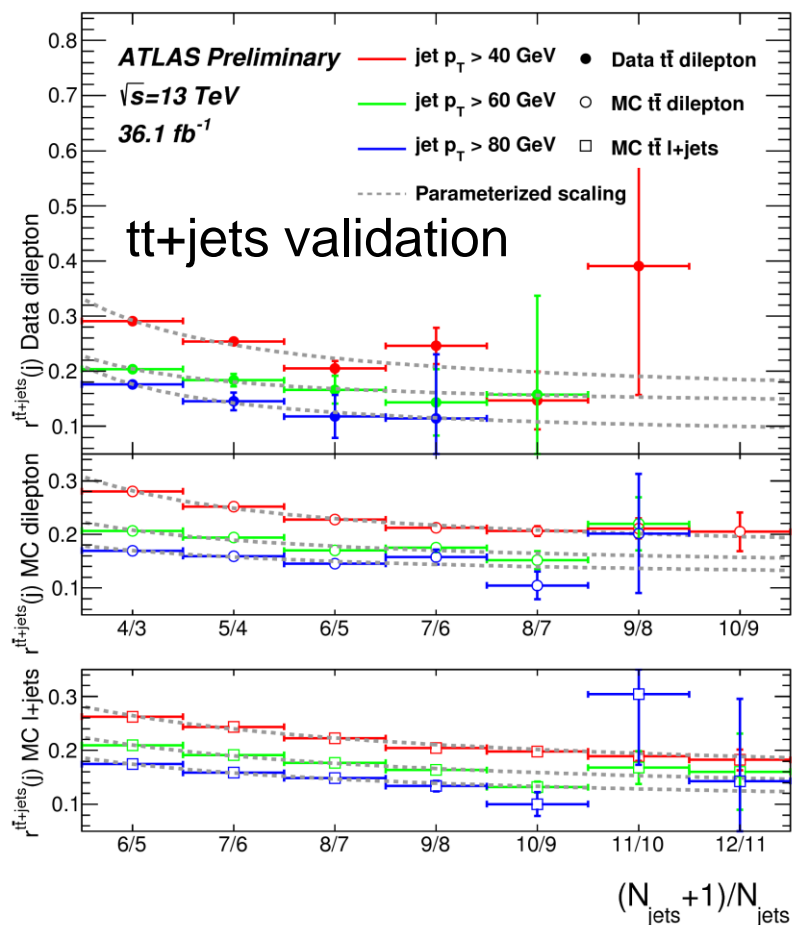 ATLAS Preliminary
√s=13 TeV
36.1 fb⁻¹
jet p_T > 40 GeV
jet p_T > 60 GeV
jet p_T > 80 GeV
Parameterized scaling
Data tt̄ dilepton
MC tt̄ dilepton
MC tt̄ l+jets
tt+jets validation
r^tt̄+jets(j) Data dilepton
0.8
0.7
0.6
0.5
0.4
0.3
0.2
0.1
r^tt̄+jets(j) MC dilepton
0.3
0.2
0.1
4/3 5/4 6/5 7/6 8/7 9/8 10/9
r^tt̄+jets(j) MC l+jets
0.3
0.2
0.1
6/5 7/6 8/7 9/8 10/9 11/10 12/11
(N_jets+1)/N_jets